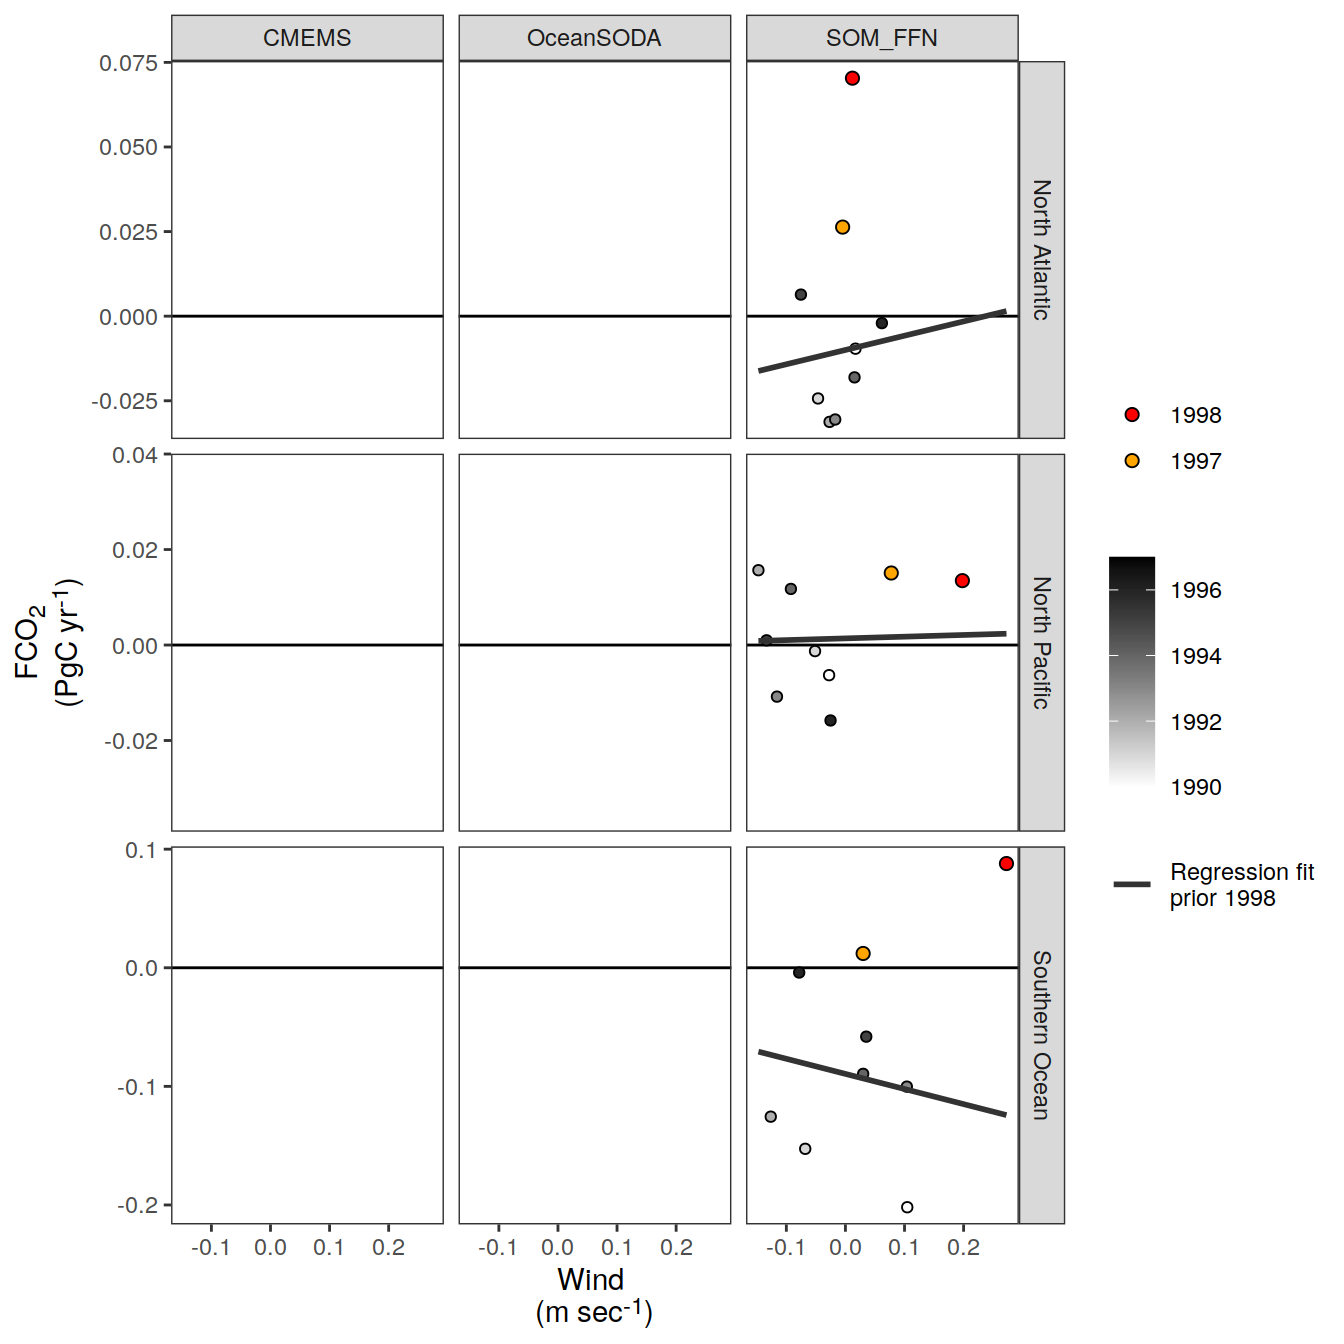 CMEMS OceanSODA SOM_FFN
0.075
0.050
0.025
0.000
-0.025
North Atlantic
0.04
0.02
0.00
-0.02
North Pacific
0.1
0.0
-0.1
-0.2
Southern Ocean
FCO₂
(PgC yr⁻¹)
-0.1 0.0 0.1 0.2 -0.1 0.0 0.1 0.2 -0.1 0.0 0.1 0.2
Wind
(m sec⁻¹)
1998
1997
1996
1994
1992
1990
Regression fit
prior 1998